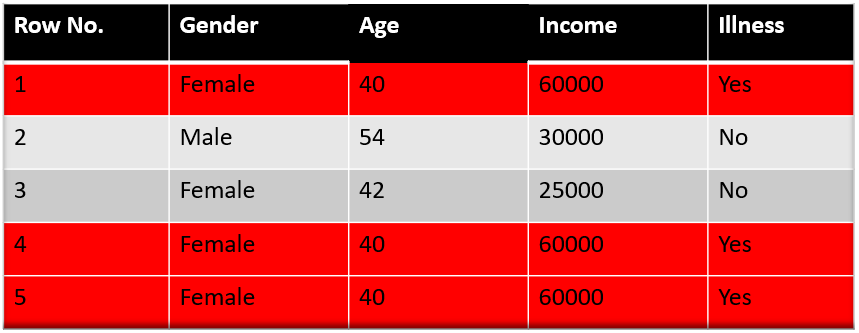 Row No. Gender Age Income Illness
1 Female 40 60000 Yes
2 Male 54 30000 No
3 Female 42 25000 No
4 Female 40 60000 Yes
5 Female 40 60000 Yes